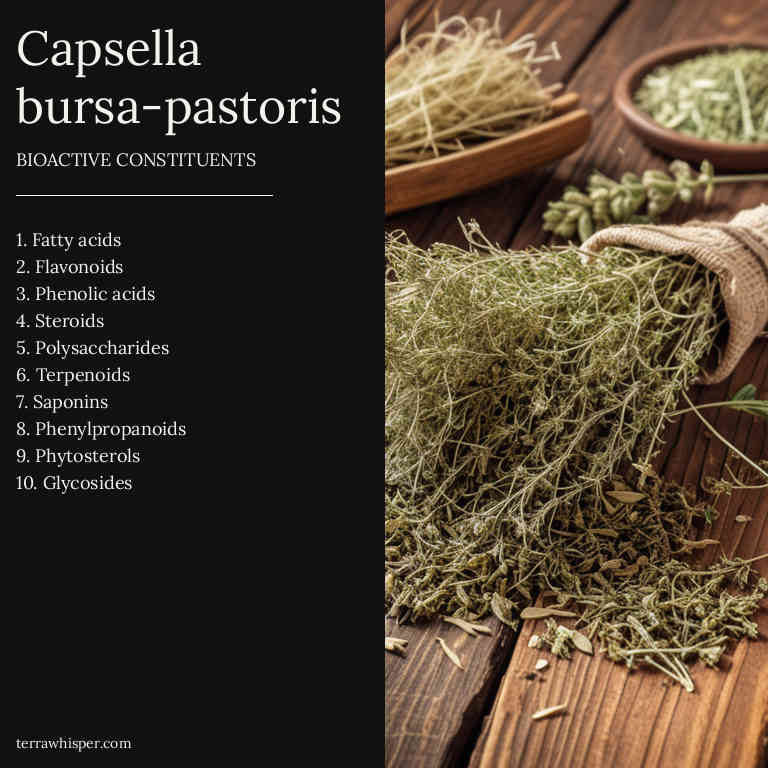 Capsella
bursa-pastoris
BIOACTIVE CONSTITUENTS
1. Fatty acids
2. Flavonoids
3. Phenolic acids
4. Steroids
5. Polysaccharides
6. Terpenoids
7. Saponins
8. Phenylpropanoids
9. Phytosterols
10. Glycosides
terrawhisper.com